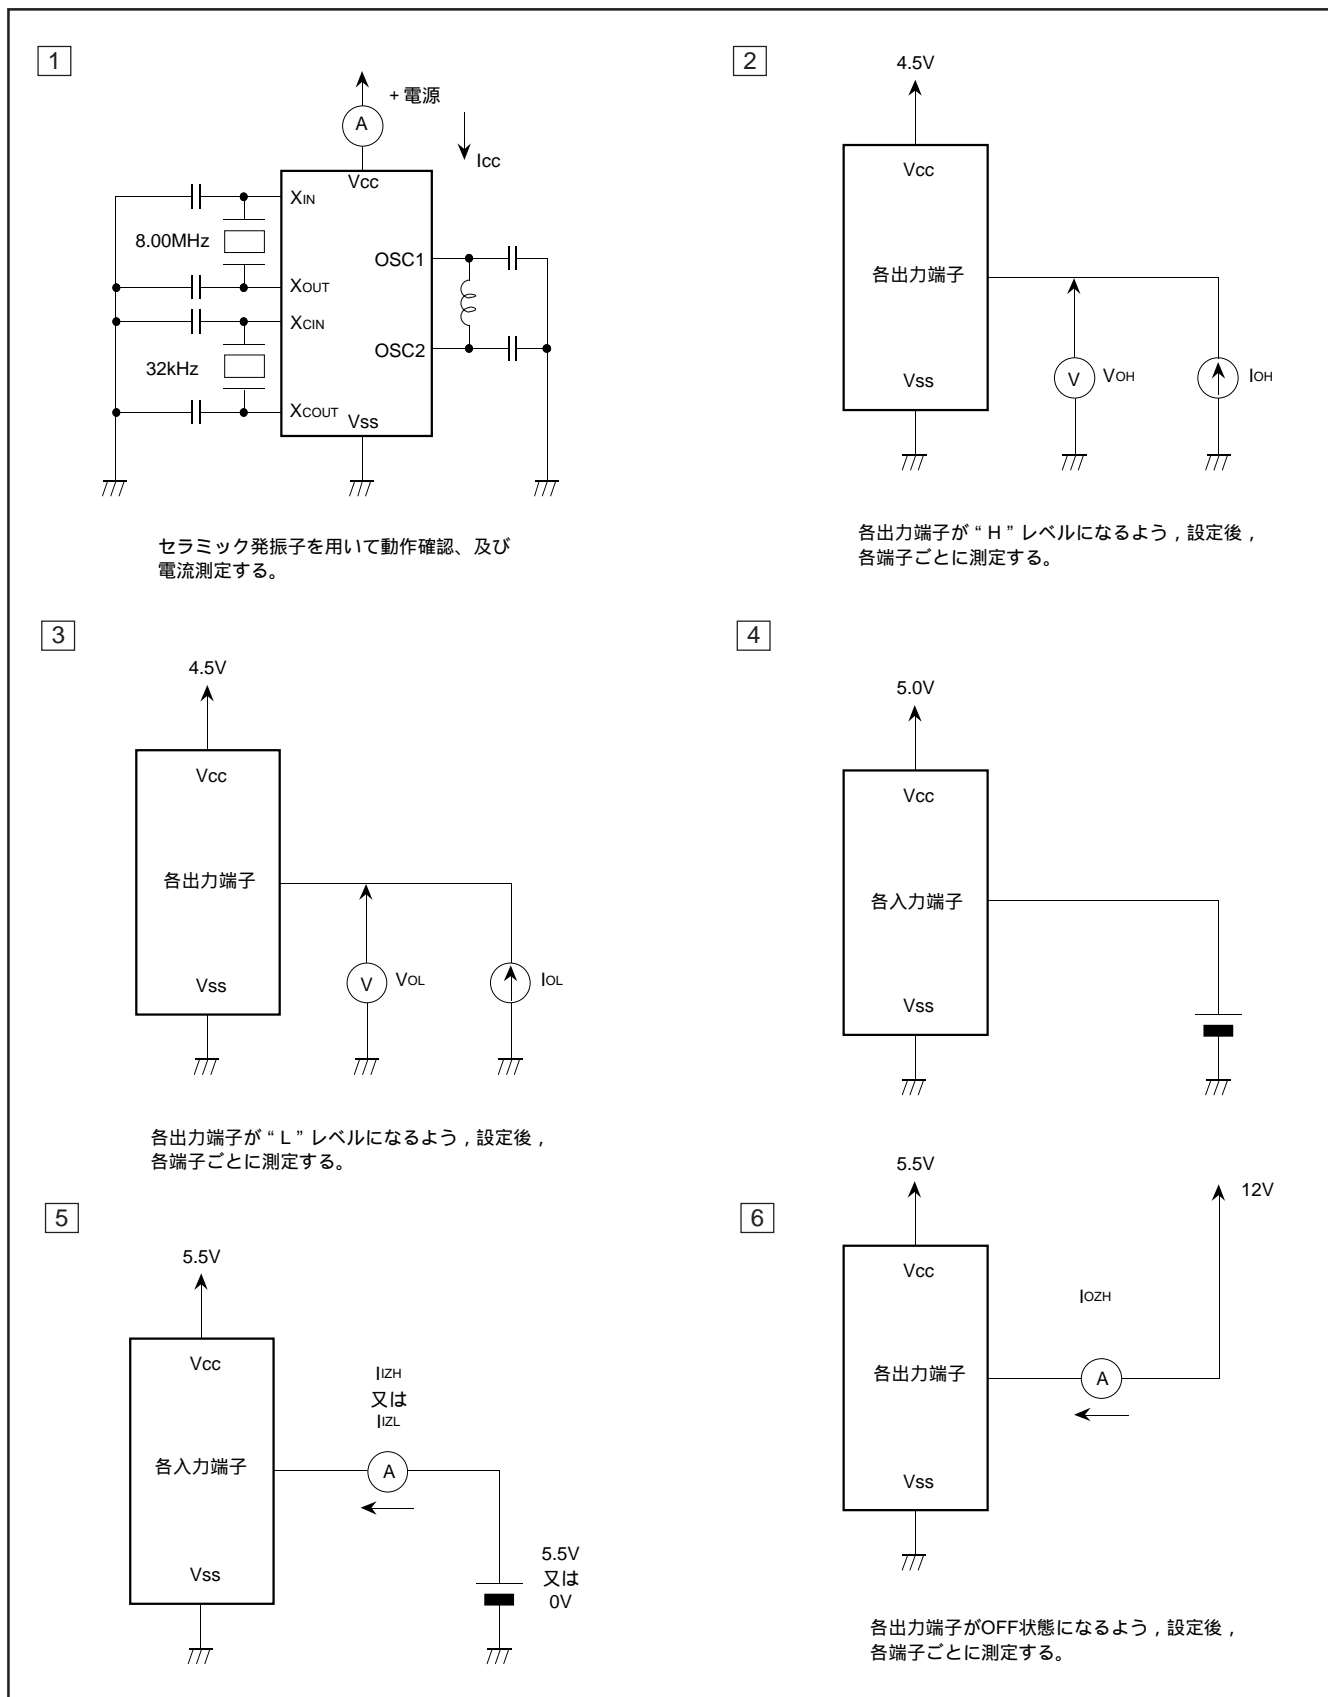 1
+ 電源
A
Icc
Vcc
XIN
8.00MHz
OSC1
XOUT
XCIN
OSC2
32kHz
XCOUT
Vss
セラミック発振子を用いて動作確認、及び
電流測定する。
2
4.5V
Vcc
各出力端子
Vss
V
VOH
IOH
各出力端子が “ H ” レベルになるよう , 設定後 ,
各端子ごとに測定する。
3
4.5V
Vcc
各出力端子
Vss
V
VOL
IOL
各出力端子が “ L ” レベルになるよう , 設定後 ,
各端子ごとに測定する。
4
5.0V
Vcc
各入力端子
Vss
5
5.5V
Vcc
IIZH
又は
IIZL
各入力端子
A
Vss
5.5V
又は
0V
6
5.5V
12V
Vcc
IOZH
各出力端子
A
Vss
各出力端子がOFF状態になるよう , 設定後 ,
各端子ごとに測定する。